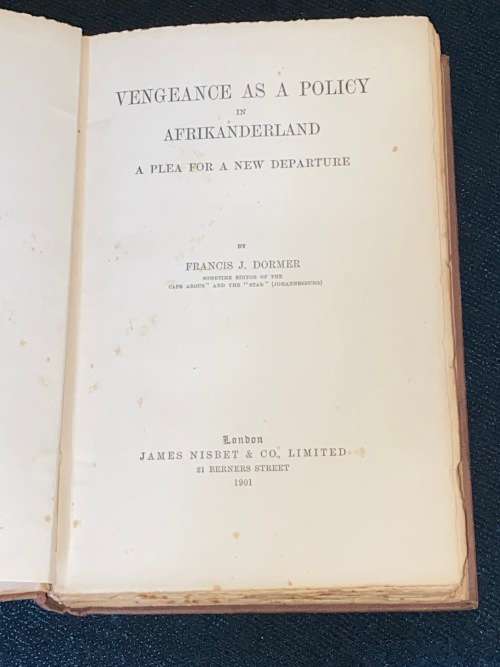 VENGEANCE AS A POLICY
IN
AFRIKANDERLAND
A PLEA FOR A NEW DEPARTURE
BY
FRANCIS J. DORMER
SOMETIME EDITOR OF THE
"CAPE ARGUS" AND THE "STAR" (JOHANNESBURG)
London
JAMES NISBET & CO., LIMITED
21 BERNERS STREET
1901